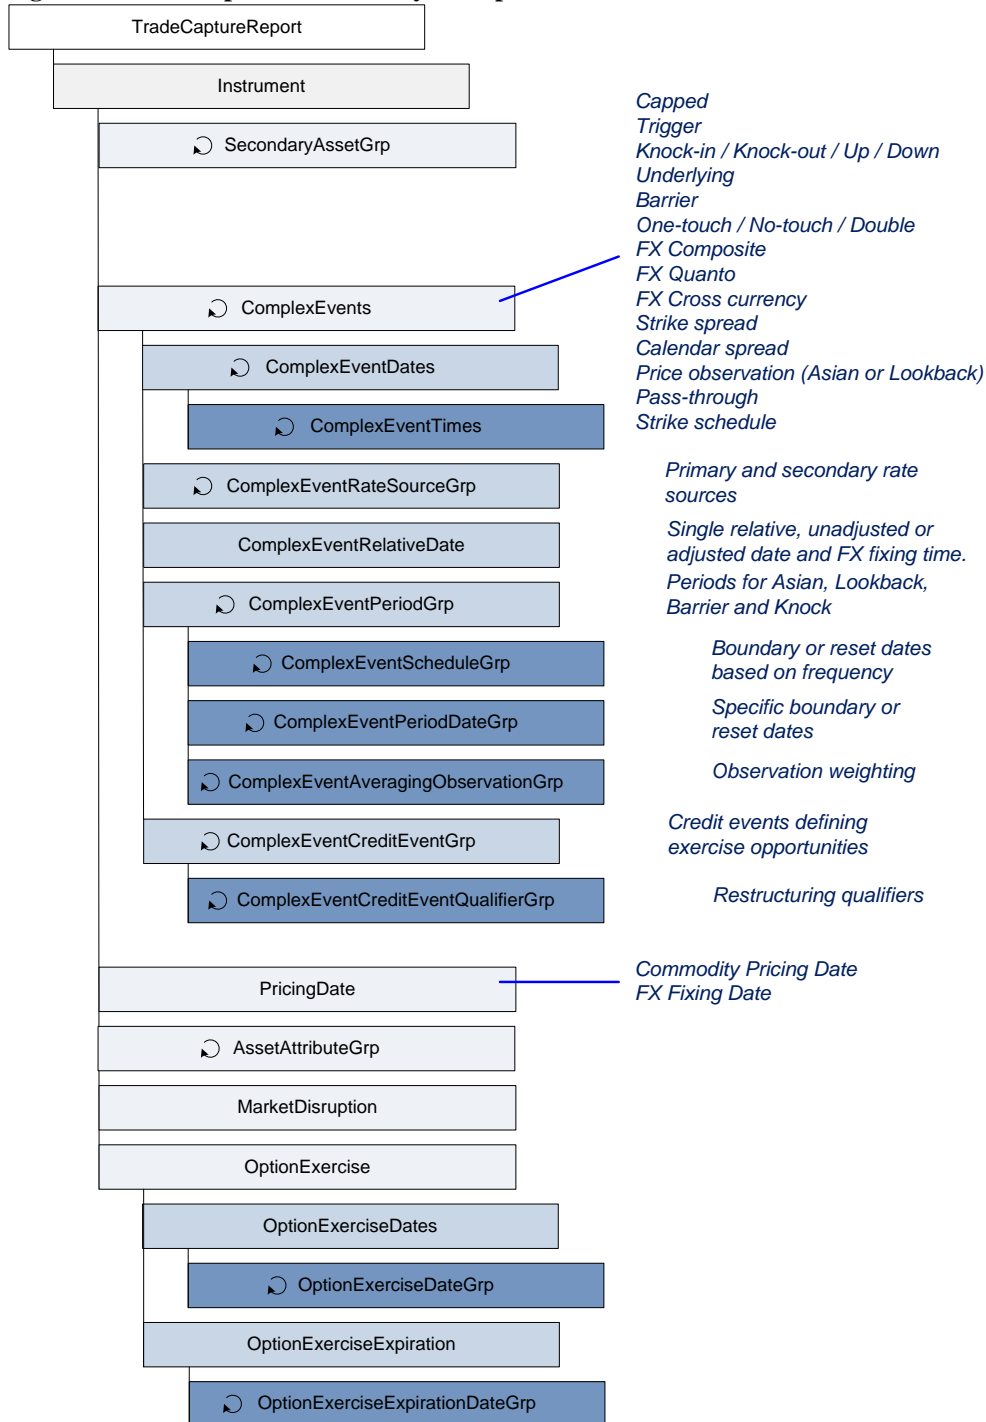 TradeCaptureReport
Instrument
SecondaryAssetGrp
Capped
Trigger
Knock-in / Knock-out / Up / Down
Underlying
Barrier
One-touch / No-touch / Double
FX Composite
FX Quanto
FX Cross currency
Strike spread
Calendar spread
Price observation (Asian or Lookback)
Pass-through
Strike schedule
ComplexEvents
ComplexEventDates
ComplexEventTimes
ComplexEventRateSourceGrp
Primary and secondary rate
sources
ComplexEventRelativeDate
Single relative, unadjusted or
adjusted date and FX fixing time.
ComplexEventPeriodGrp
Periods for Asian, Lookback,
Barrier and Knock
ComplexEventScheduleGrp
Boundary or reset dates
based on frequency
ComplexEventPeriodDateGrp
Specific boundary or
reset dates
ComplexEventAveragingObservationGrp
Observation weighting
ComplexEventCreditEventGrp
Credit events defining
exercise opportunities
ComplexEventCreditEventQualifierGrp
Restructuring qualifiers
PricingDate
Commodity Pricing Date
FX Fixing Date
AssetAttributeGrp
MarketDisruption
OptionExercise
OptionExerciseDates
OptionExerciseDateGrp
OptionExerciseExpiration
OptionExerciseExpirationDateGrp